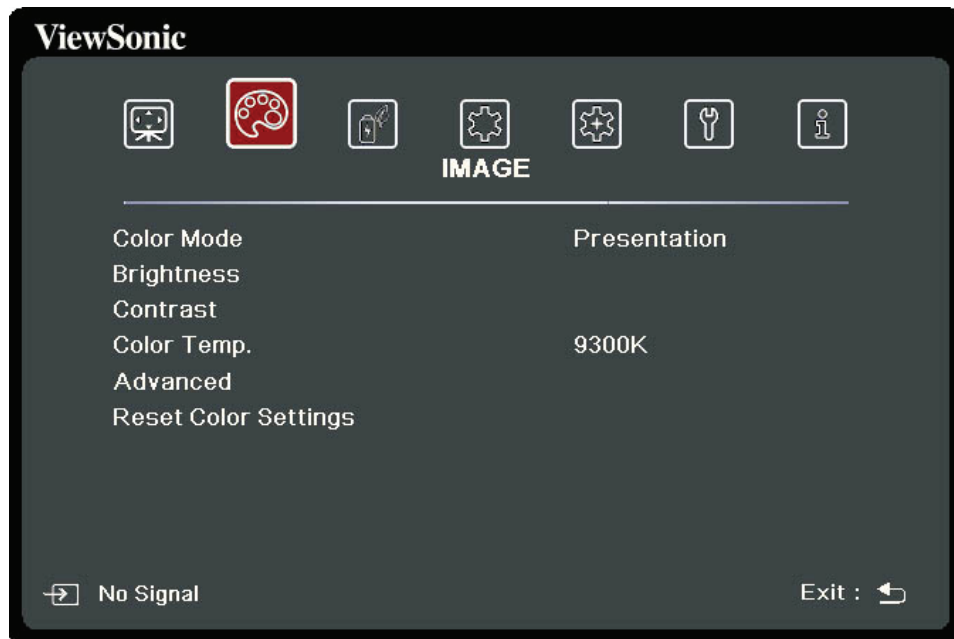 ViewSonic
IMAGE
Color Mode Presentation
Brightness
Contrast
Color Temp. 9300K
Advanced
Reset Color Settings
No Signal Exit :